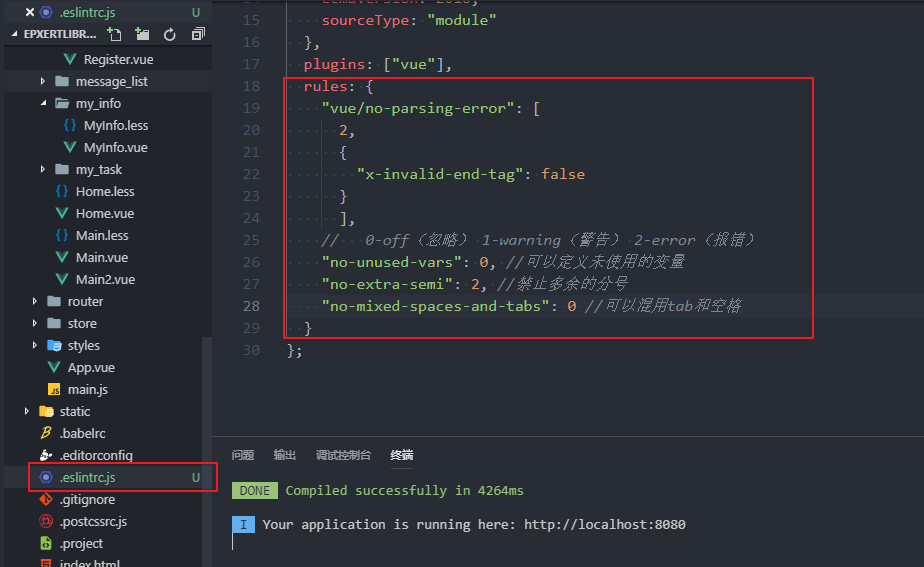 .eslintrc.js U
EPXERTLIBR...
Register.vue
message_list
my_info
MyInfo.less
MyInfo.vue
my_task
Home.less
Home.vue
Main.less
Main.vue
Main2.vue
router
store
styles
App.vue
main.js
static
.babelrc
.editorconfig
.eslintrc.js U
.gitignore
.postcssrc.js
.project
index.html
15 sourceType: "module"
16 },
17 plugins: ["vue"],
18 rules: {
19 "vue/no-parsing-error": [
20 2,
21 {
22 "x-invalid-end-tag": false
23 }
24 ],
25 // 0-off（忽略） 1-warning（警告） 2-error（报错）
26 "no-unused-vars": 0, //可以定义未使用的变量
27 "no-extra-semi": 2, //禁止多余的分号
28 "no-mixed-spaces-and-tabs": 0 //可以混用tab和空格
29 }
30 };
问题 输出 调试控制台 终端
DONE Compiled successfully in 4264ms
I Your application is running here: http://localhost:8080